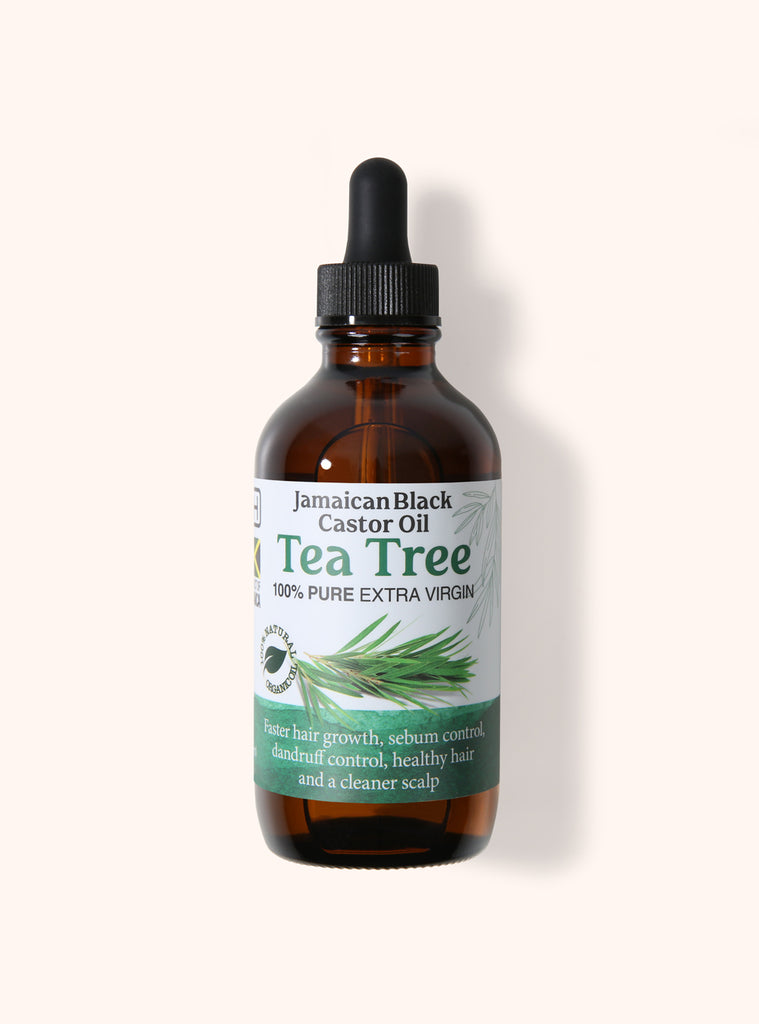 Jamaican Black
Castor Oil
Tea Tree
100% PURE EXTRA VIRGIN
100% NATURAL
ORGANIC OIL
Faster hair growth, sebum control,
dandruff control, healthy hair
and a cleaner scalp